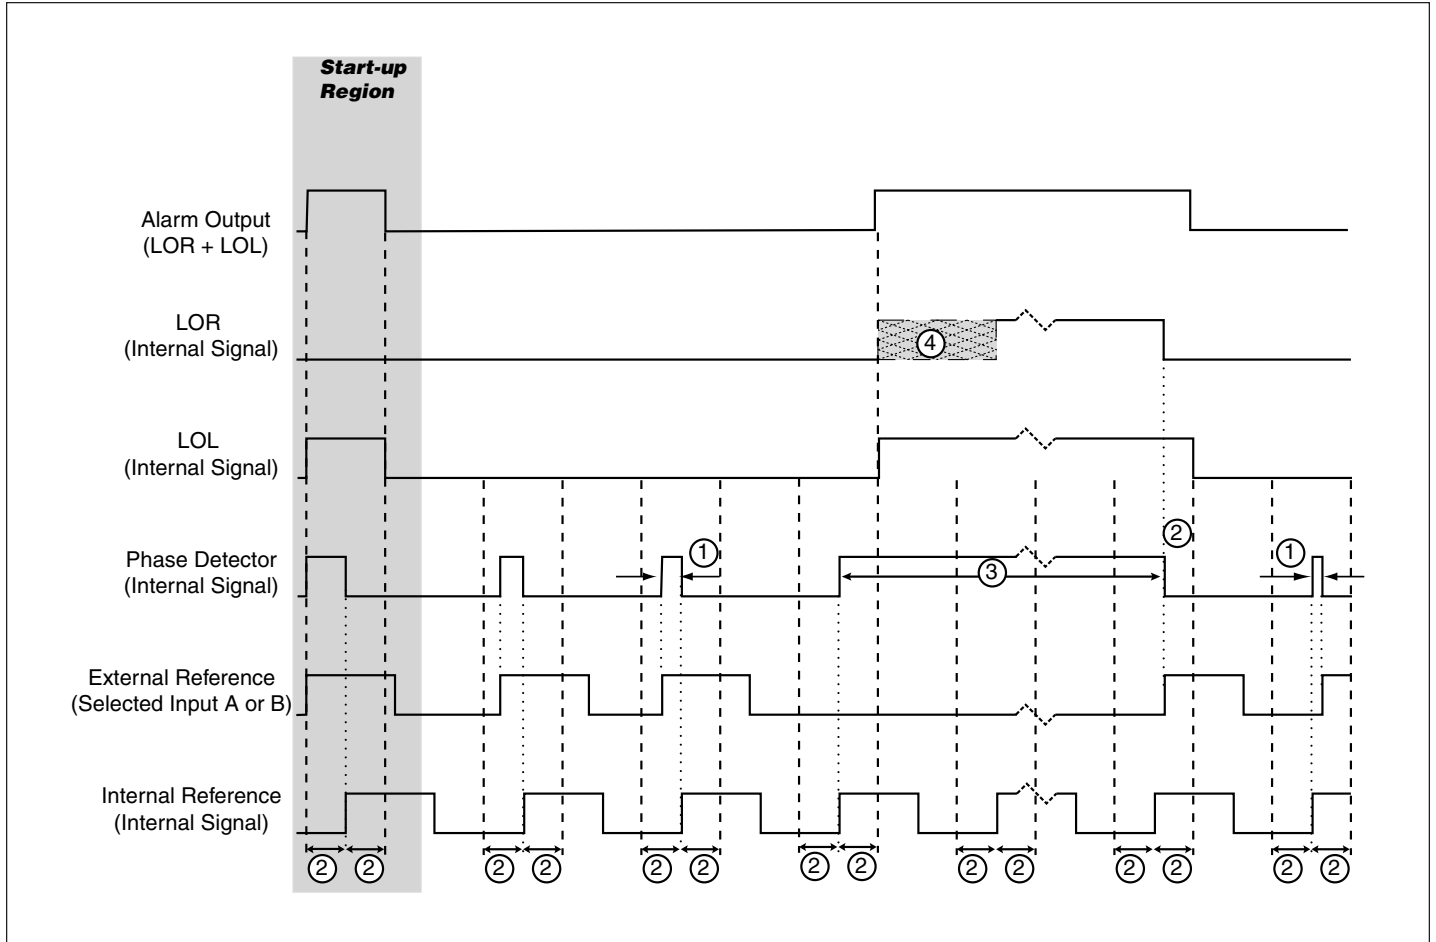 Start-up
Region
Alarm Output
(LOR + LOL)
LOR
(Internal Signal)
4
LOL
(Internal Signal)
Phase Detector
(Internal Signal)
1
3
2
1
External Reference
(Selected Input A or B)
Internal Reference
(Internal Signal)
2 2 2 2 2 2 2 2 2 2 2 2 2 2